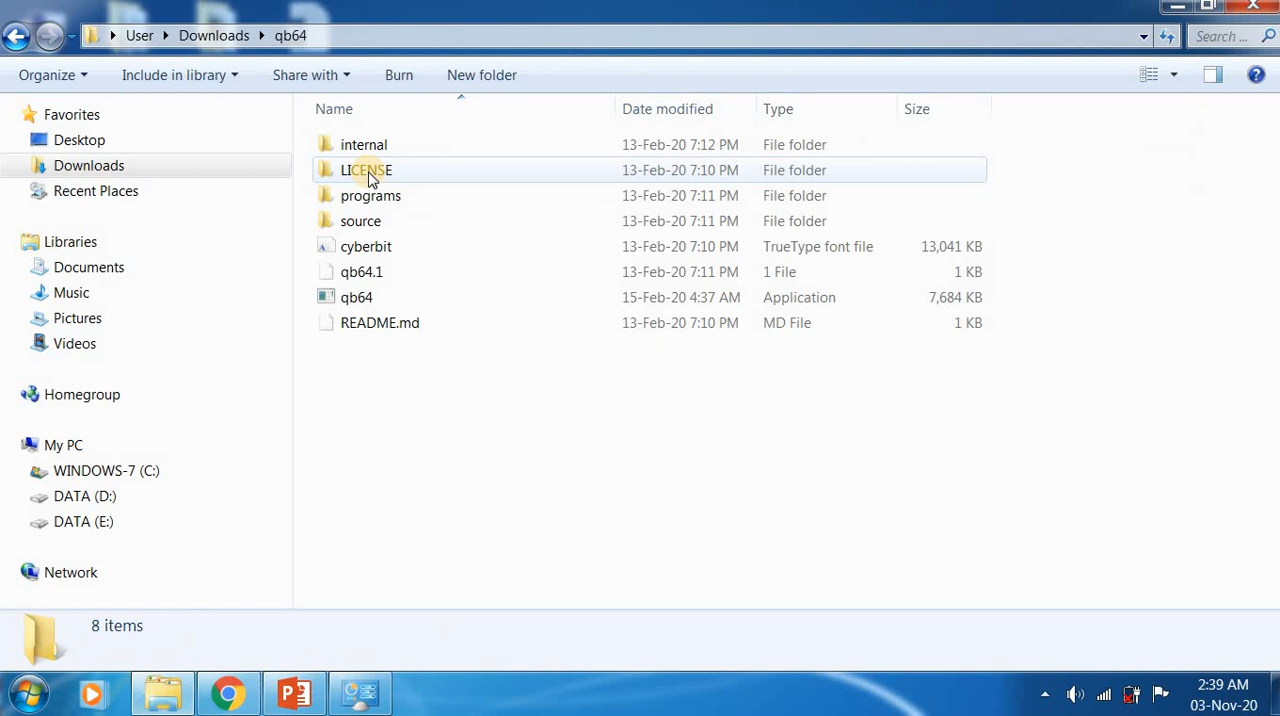 User Downloads qb64 Search ...
Organize Include in library Share with Burn New folder
Favorites
Desktop
Downloads
Recent Places
Libraries
Documents
Music
Pictures
Videos
Homegroup
My PC
WINDOWS-7 (C:)
DATA (D:)
DATA (E:)
Network
Name Date modified Type Size
internal 13-Feb-20 7:12 PM File folder
LICENSE 13-Feb-20 7:10 PM File folder
programs 13-Feb-20 7:11 PM File folder
source 13-Feb-20 7:11 PM File folder
cyberbit 13-Feb-20 7:10 PM TrueType font file 13,041 KB
qb64.1 13-Feb-20 7:11 PM 1 File 1 KB
qb64 15-Feb-20 4:37 AM Application 7,684 KB
README.md 13-Feb-20 7:10 PM MD File 1 KB
8 items
2:39 AM
03-Nov-20